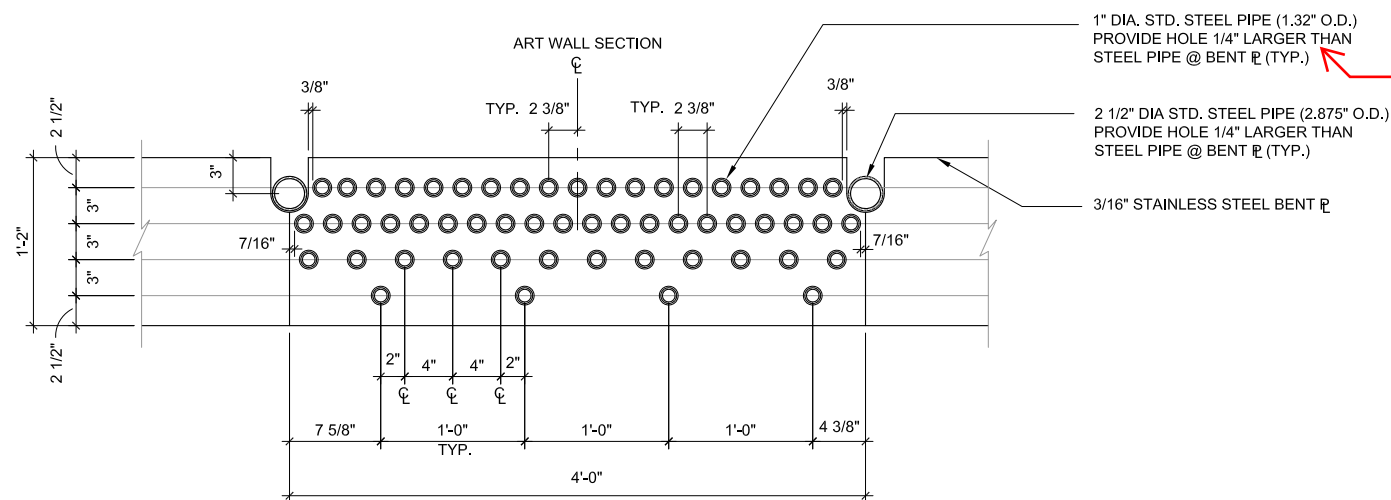 1" DIA. STD. STEEL PIPE (1.32" O.D.)
PROVIDE HOLE 1/4" LARGER THAN
STEEL PIPE @ BENT ⅊ (TYP.)
ART WALL SECTION
℄
3/8"
TYP. 2 3/8"
2 3/8"
3/8"
2 1/2" DIA STD. STEEL PIPE (2.875" O.D.)
PROVIDE HOLE 1/4" LARGER THAN
STEEL PIPE @ BENT ⅊ (TYP.)
2 1/2"
3"
3"
3/16" STAINLESS STEEL BENT ⅊
1'-2"
3"
7/16"
7/16"
3"
2 1/2"
2"
4"
4"
2"
℄
℄
℄
7 5/8"
1'-0"
TYP.
1'-0"
1'-0"
4 3/8"
4'-0"